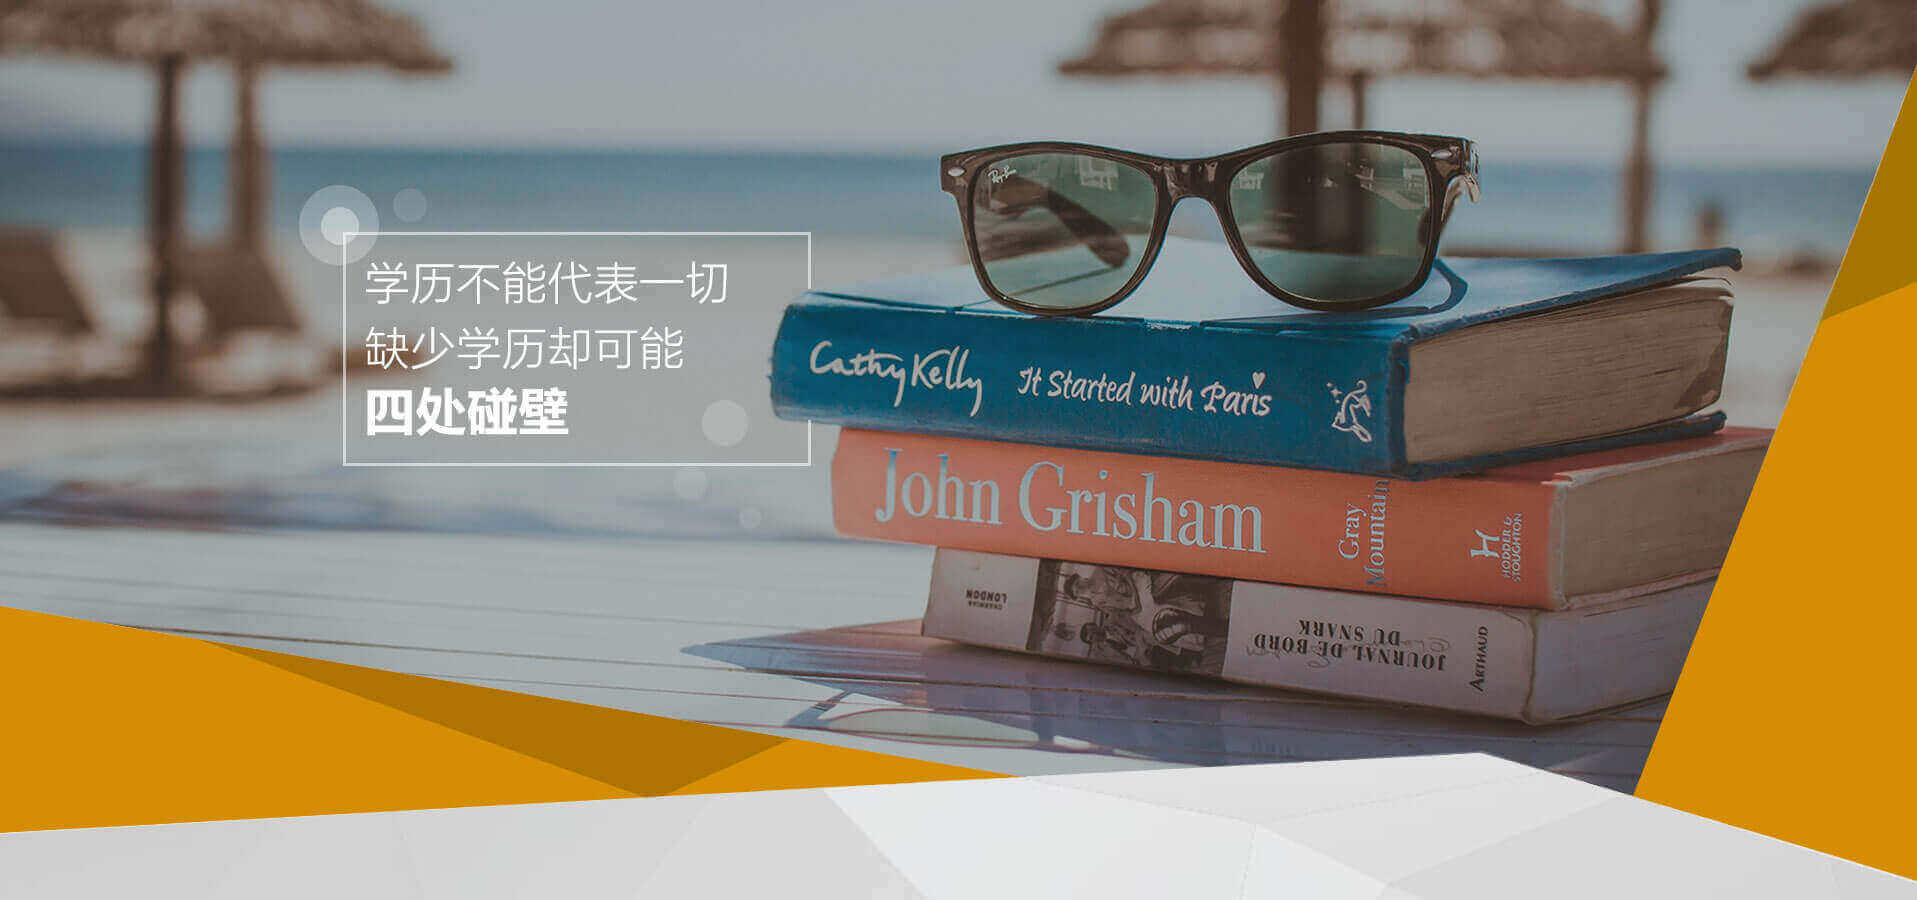 学历不能代表一切
缺少学历却可能
四处碰壁
Ray-Ban
Cathy Kelly It Started with Paris
John Grisham
Gray
Mountain
H
HODDER &
STOUGHTON
CHARMIAN
LONDON
JOURNAL DE BORD
DU SNARK
ARTHAUD